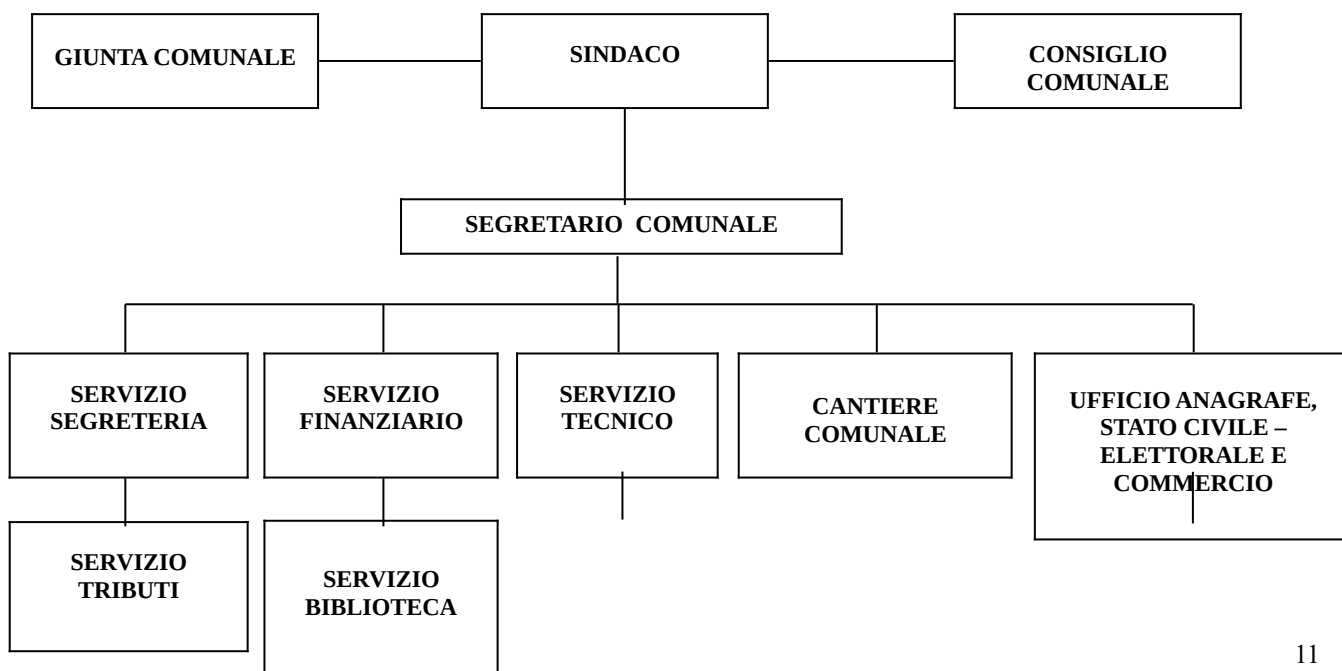 GIUNTA COMUNALE
SINDACO
CONSIGLIO
COMUNALE
SEGRETARIO COMUNALE
SERVIZIO
SEGRETERIA
SERVIZIO
FINANZIARIO
SERVIZIO
TECNICO
CANTIERE
COMUNALE
UFFICIO ANAGRAFE,
STATO CIVILE –
ELETTORALE E
COMMERCIO
SERVIZIO
TRIBUTI
SERVIZIO
BIBLIOTECA
11